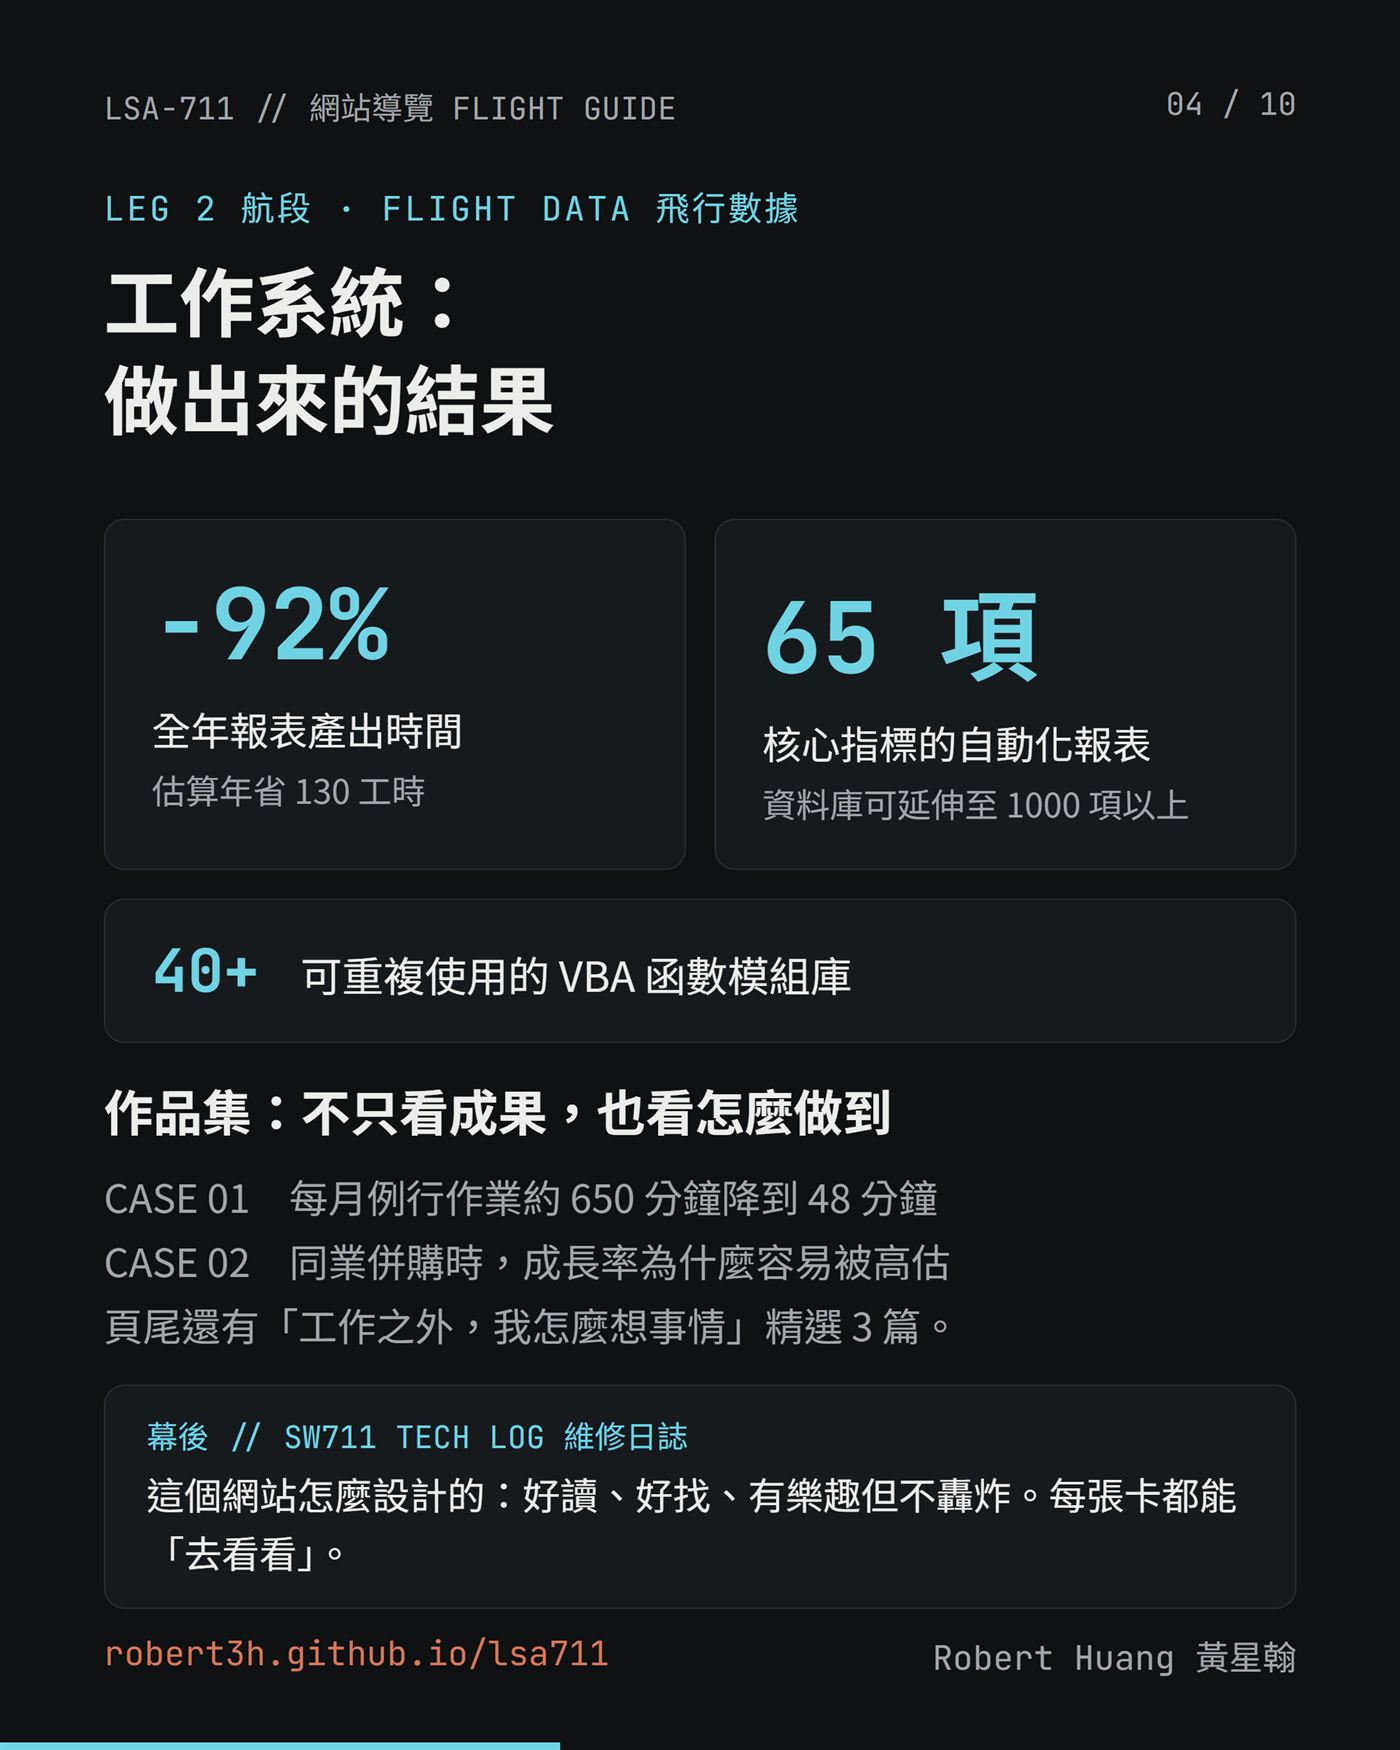 LSA-711 // 網站導覽 FLIGHT GUIDE
04 / 10
LEG 2 航段 · FLIGHT DATA 飛行數據
工作系統：
做出來的結果
-92%
全年報表產出時間
估算年省 130 工時
65 項
核心指標的自動化報表
資料庫可延伸至 1000 項以上
40+ 可重複使用的 VBA 函數模組庫
作品集：不只看成果，也看怎麼做到
CASE 01 每月例行作業約 650 分鐘降到 48 分鐘
CASE 02 同業併購時，成長率為什麼容易被高估
頁尾還有「工作之外，我怎麼想事情」精選 3 篇。
幕後 // SW711 TECH LOG 維修日誌
這個網站怎麼設計的：好讀、好找、有樂趣但不轟炸。每張卡都能
「去看看」。
robert3h.github.io/lsa711
Robert Huang 黃星翰